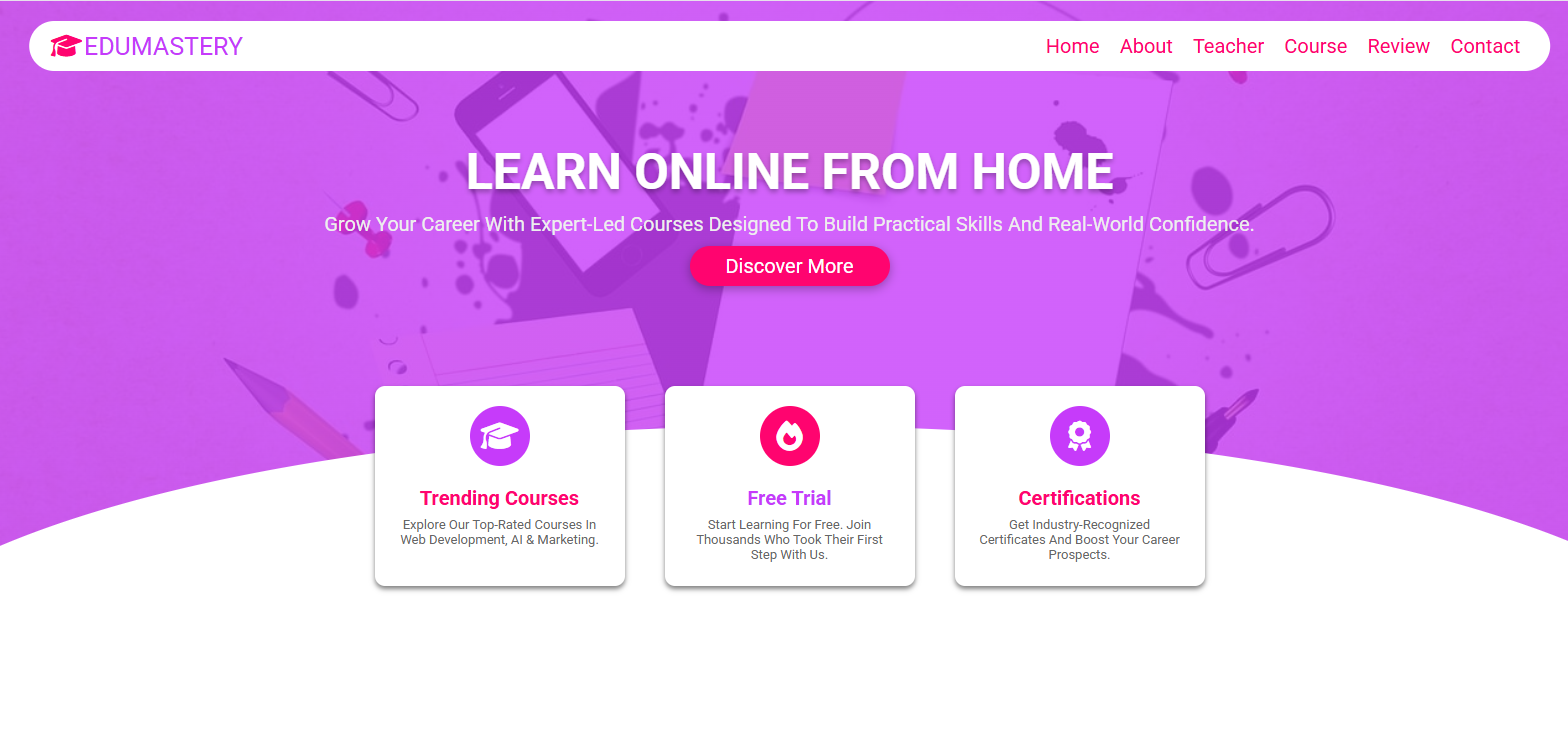 EDUMASTERY
Home About Teacher Course Review Contact
LEARN ONLINE FROM HOME
Grow Your Career With Expert-Led Courses Designed To Build Practical Skills And Real-World Confidence.
Discover More
Trending Courses
Explore Our Top-Rated Courses In
Web Development, AI & Marketing.
Free Trial
Start Learning For Free. Join
Thousands Who Took Their First
Step With Us.
Certifications
Get Industry-Recognized
Certificates And Boost Your Career
Prospects.